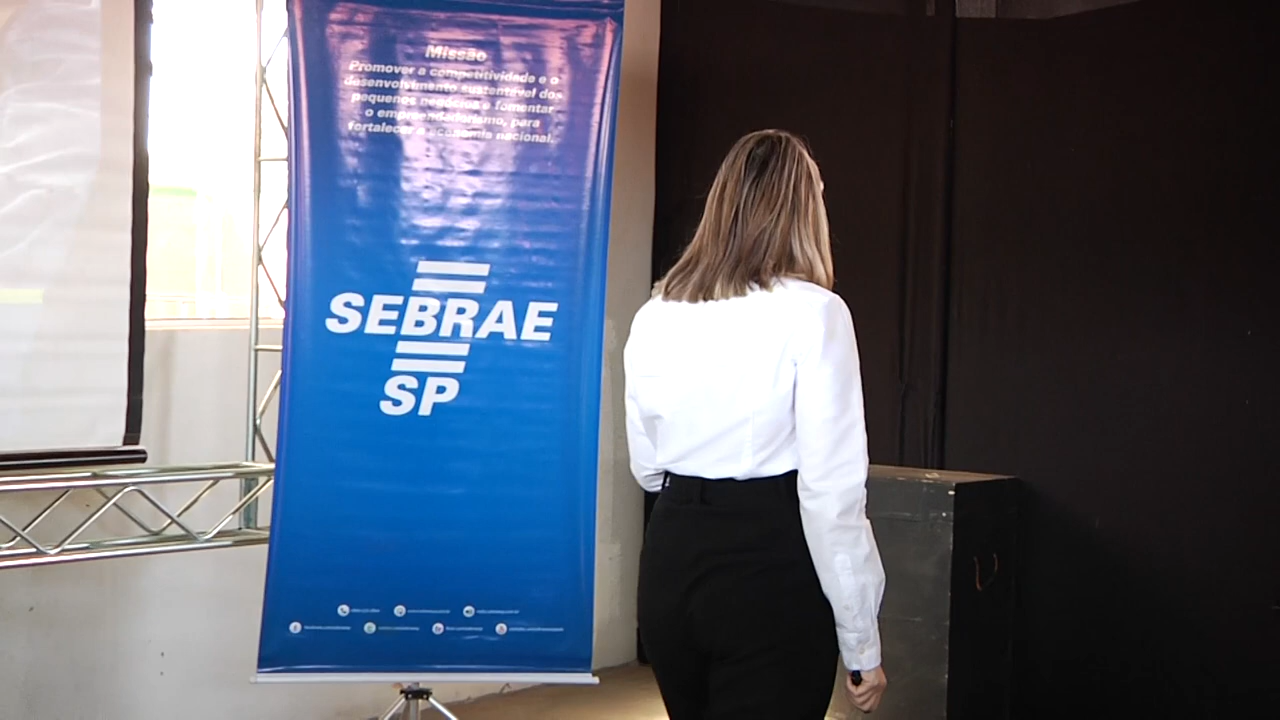 Missão
Promover a competitividade e o
desenvolvimento sustentável dos
pequenos negócios e fomentar
o empreendedorismo, para
fortalecer a economia nacional.
SEBRAE
SP